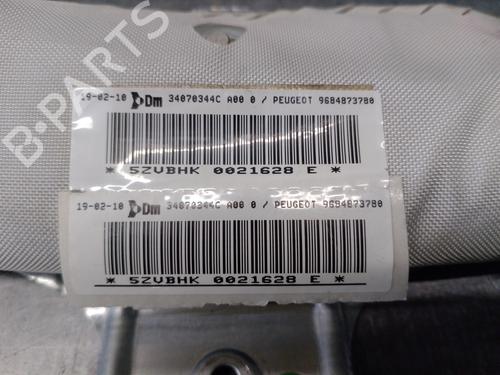 B-PARTS
19-02-10 Dm 34070344C A00 0 / PEUGEOT 9684873780
* 5ZVBHK 0021628 E *
19-02-10 Dm 34070344C A00 0 / PEUGEOT 9684873780
* 5ZVBHK 0021628 E *